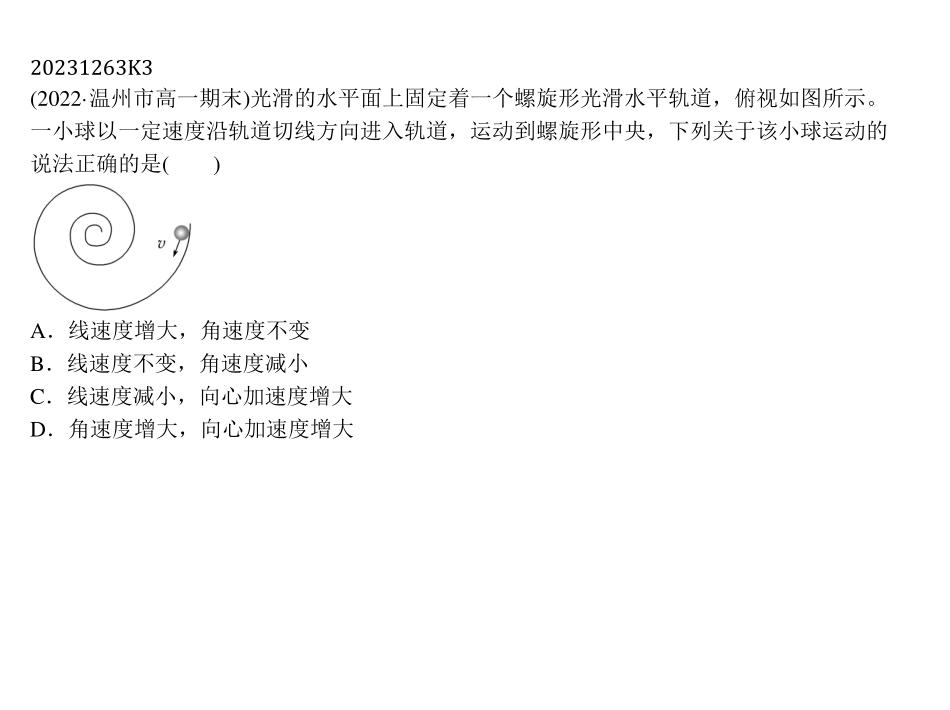 20231263K3
(2022·温州市高一期末)光滑的水平面上固定着一个螺旋形光滑水平轨道，俯视如图所示。
一小球以一定速度沿轨道切线方向进入轨道，运动到螺旋形中央，下列关于该小球运动的
说法正确的是(　　)
v
A．线速度增大，角速度不变
B．线速度不变，角速度减小
C．线速度减小，向心加速度增大
D．角速度增大，向心加速度增大